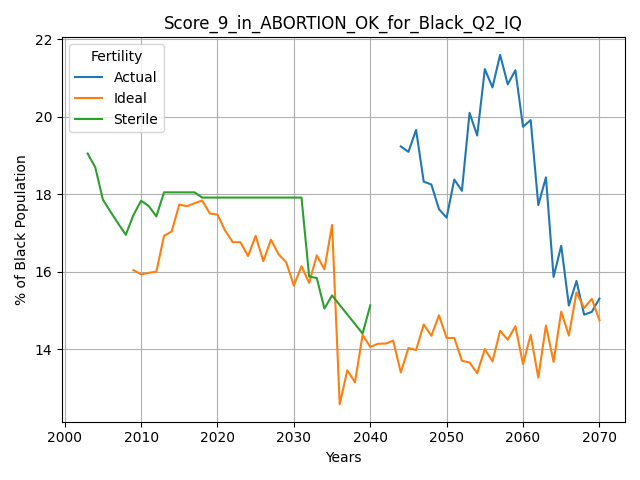 Score_9_in_ABORTION_OK_for_Black_Q2_IQ
Fertility
Actual
Ideal
Sterile
% of Black Population
22
20
18
16
14
2000 2010 2020 2030 2040 2050 2060 2070
Years